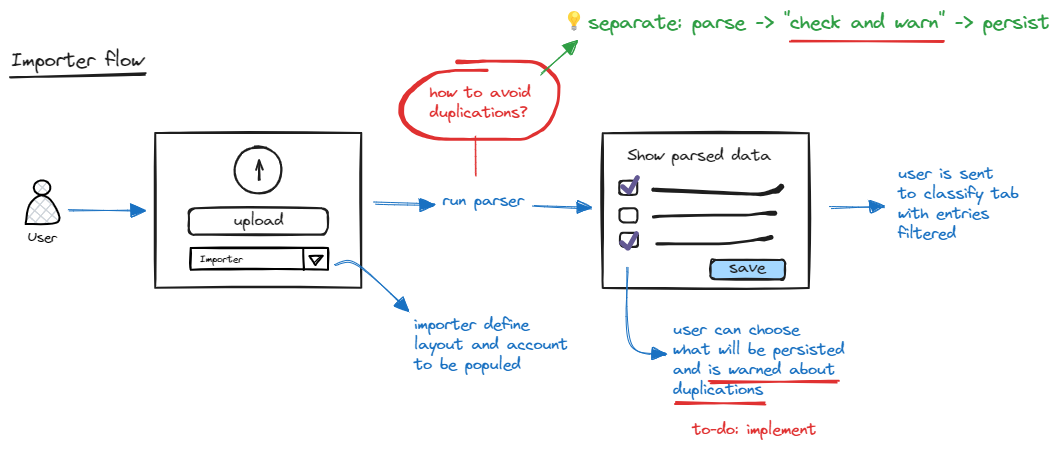 💡 separate: parse -> "check and warn" -> persist
Importer flow
how to avoid
duplications?
User
upload
Importer
run parser
Show parsed data
save
user is sent
to classify tab
with entries
filtered
importer define
layout and account
to be populed
user can choose
what will be persisted
and is warned about
duplications
to-do: implement